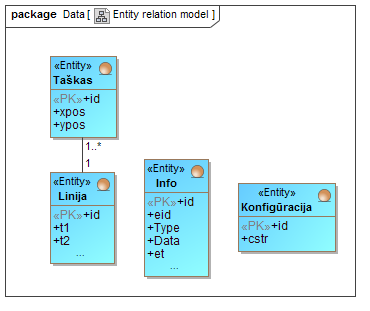 package Data [ Entity relation model ]
«Entity»
Taškas
«PK»+id
+xpos
+ypos
1..*
1
«Entity»
Linija
«PK»+id
+t1
+t2
...
«Entity»
Info
«PK»+id
+eid
+Type
+Data
+et
...
«Entity»
Konfigūracija
«PK»+id
+cstr